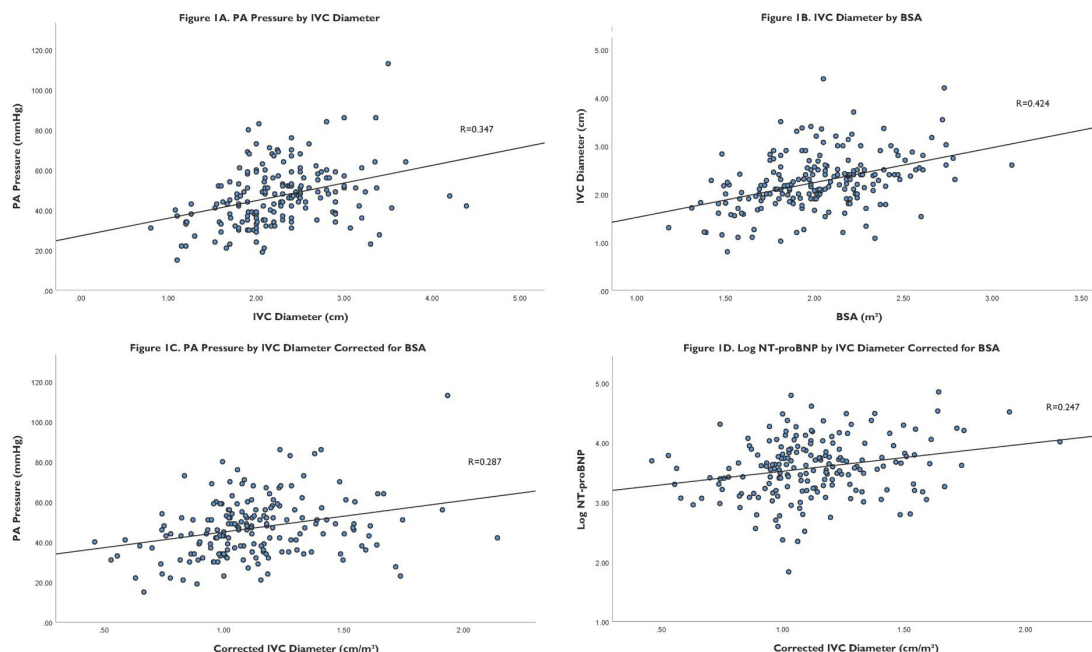 Figure 1A. PA Pressure by IVC Diameter
120.00
100.00
80.00
60.00
40.00
20.00
.00
PA Pressure (mmHg)
R=0.347
.00 1.00 2.00 3.00 4.00 5.00
IVC Diameter (cm)
Figure 1B. IVC Diameter by BSA
5.00
4.00
3.00
2.00
1.00
.00
IVC Diameter (cm)
R=0.424
1.00 1.50 2.00 2.50 3.00 3.50
BSA (m²)
Figure 1C. PA Pressure by IVC DIameter Corrected for BSA
120.00
100.00
80.00
60.00
40.00
20.00
.00
PA Pressure (mmHg)
R=0.287
.50 1.00 1.50 2.00
Corrected IVC Diameter (cm/m²)
Figure 1D. Log NT-proBNP by IVC Diameter Corrected for BSA
5.00
4.00
3.00
2.00
1.00
Log NT-proBNP
R=0.247
.50 1.00 1.50 2.00
Corrected IVC Diameter (cm/m²)